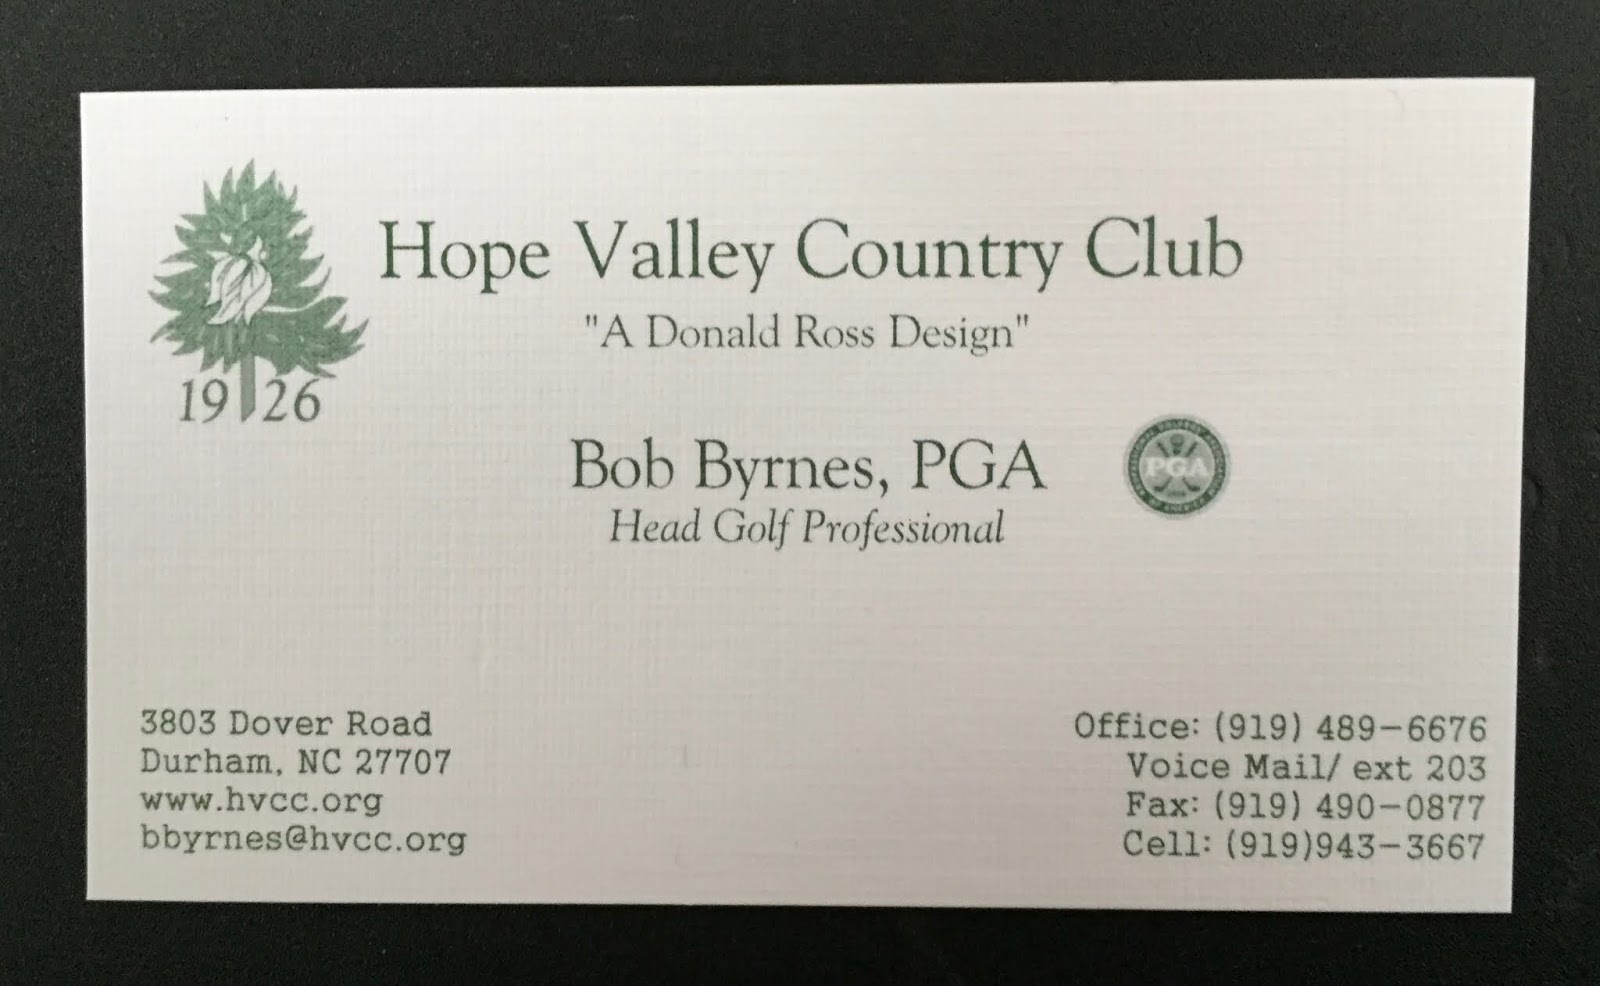 Hope Valley Country Club
"A Donald Ross Design"
1926
Bob Byrnes, PGA
PGA
Head Golf Professional
3803 Dover Road
Durham, NC 27707
www.hvcc.org
bbyrnes@hvcc.org
Office: (919) 489-6676
Voice Mail/ ext 203
Fax: (919) 490-0877
Cell: (919)943-3667